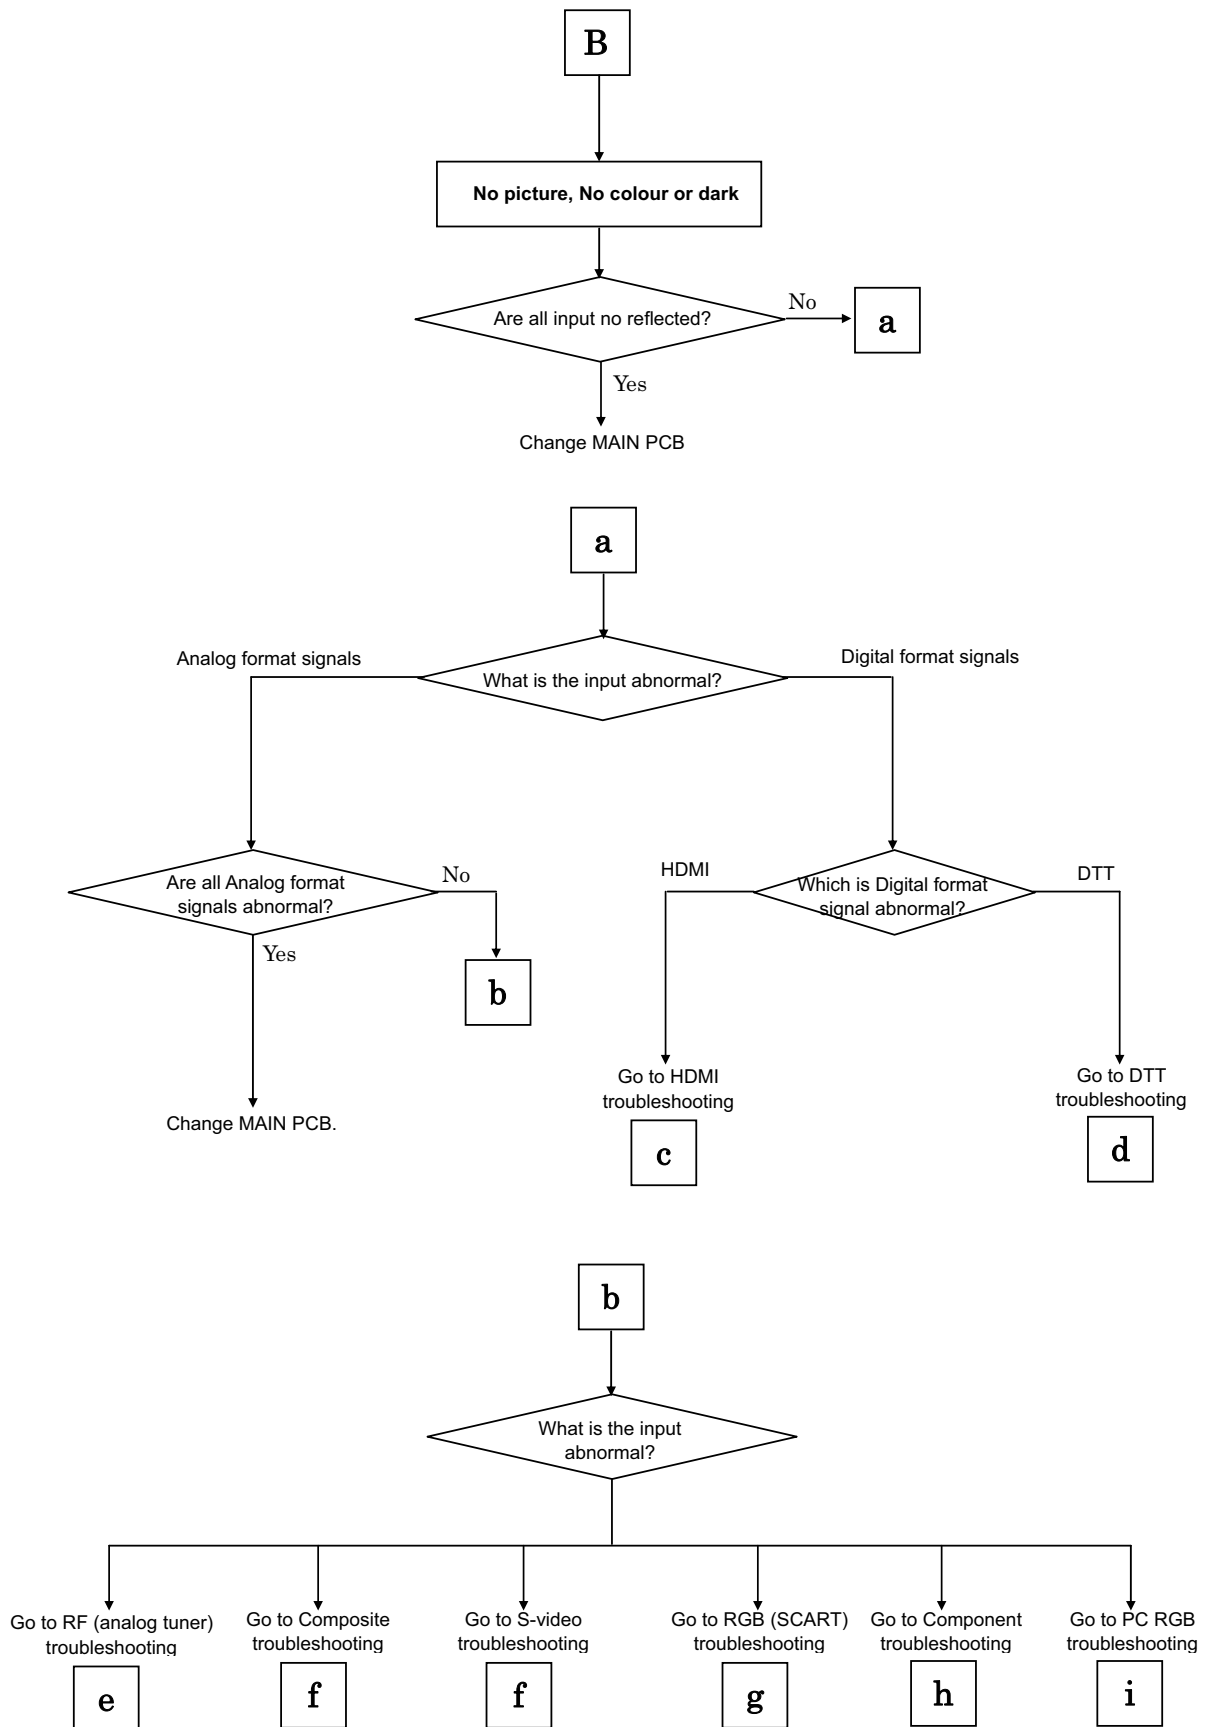 B
No picture, No colour or dark
Are all input no reflected?
No
a
Yes
Change MAIN PCB
a
Analog format signals
What is the input abnormal?
Digital format signals
Are all Analog format
signals abnormal?
No
Yes
b
Change MAIN PCB.
HDMI
Which is Digital format
signal abnormal?
DTT
Go to HDMI
troubleshooting
c
Go to DTT
troubleshooting
d
b
What is the input
abnormal?
Go to RF (analog tuner)
troubleshooting
e
Go to Composite
troubleshooting
f
Go to S-video
troubleshooting
f
Go to RGB (SCART)
troubleshooting
g
Go to Component
troubleshooting
h
Go to PC RGB
troubleshooting
i